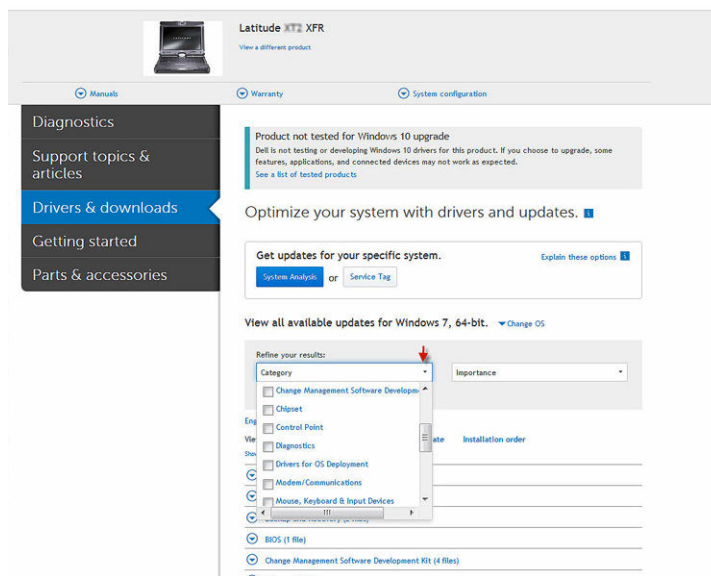 Latitude XT2 XFR
View a different product
Manuals
Warranty
System configuration
Diagnostics
Support topics &
articles
Drivers & downloads
Getting started
Parts & accessories
Product not tested for Windows 10 upgrade
Dell is not testing or developing Windows 10 drivers for this product. If you choose to upgrade, some
features, applications, and connected devices may not work as expected.
See a list of tested products
Optimize your system with drivers and updates.
Get updates for your specific system.
Explain these options
System Analysis or Service Tag
View all available updates for Windows 7, 64-bit. Change OS
Refine your results:
Category
Importance
Change Management Software Developm
Chipset
Control Point
Diagnostics
Drivers for OS Deployment
Modem/Communications
Mouse, Keyboard & Input Devices
Eng
Vie
ate
Installation order
Sho
BIOS (1 file)
Change Management Software Development Kit (4 files)